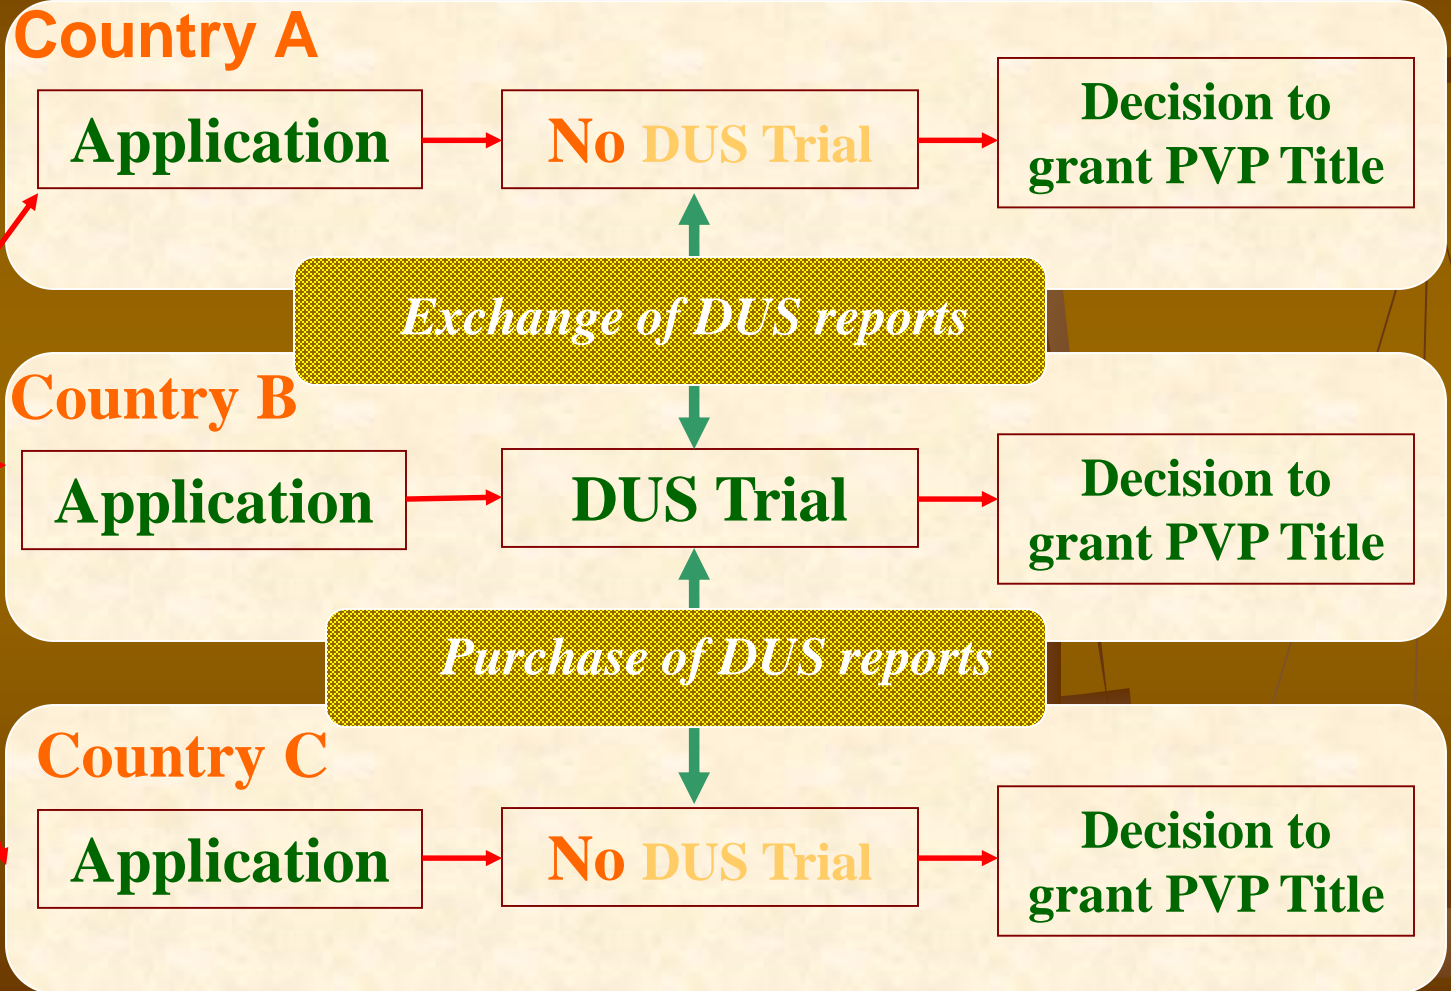 Country A
Application
No DUS Trial
Decision to
grant PVP Title
Exchange of DUS reports
Country B
Application
DUS Trial
Decision to
grant PVP Title
Purchase of DUS reports
Country C
Application
No DUS Trial
Decision to
grant PVP Title